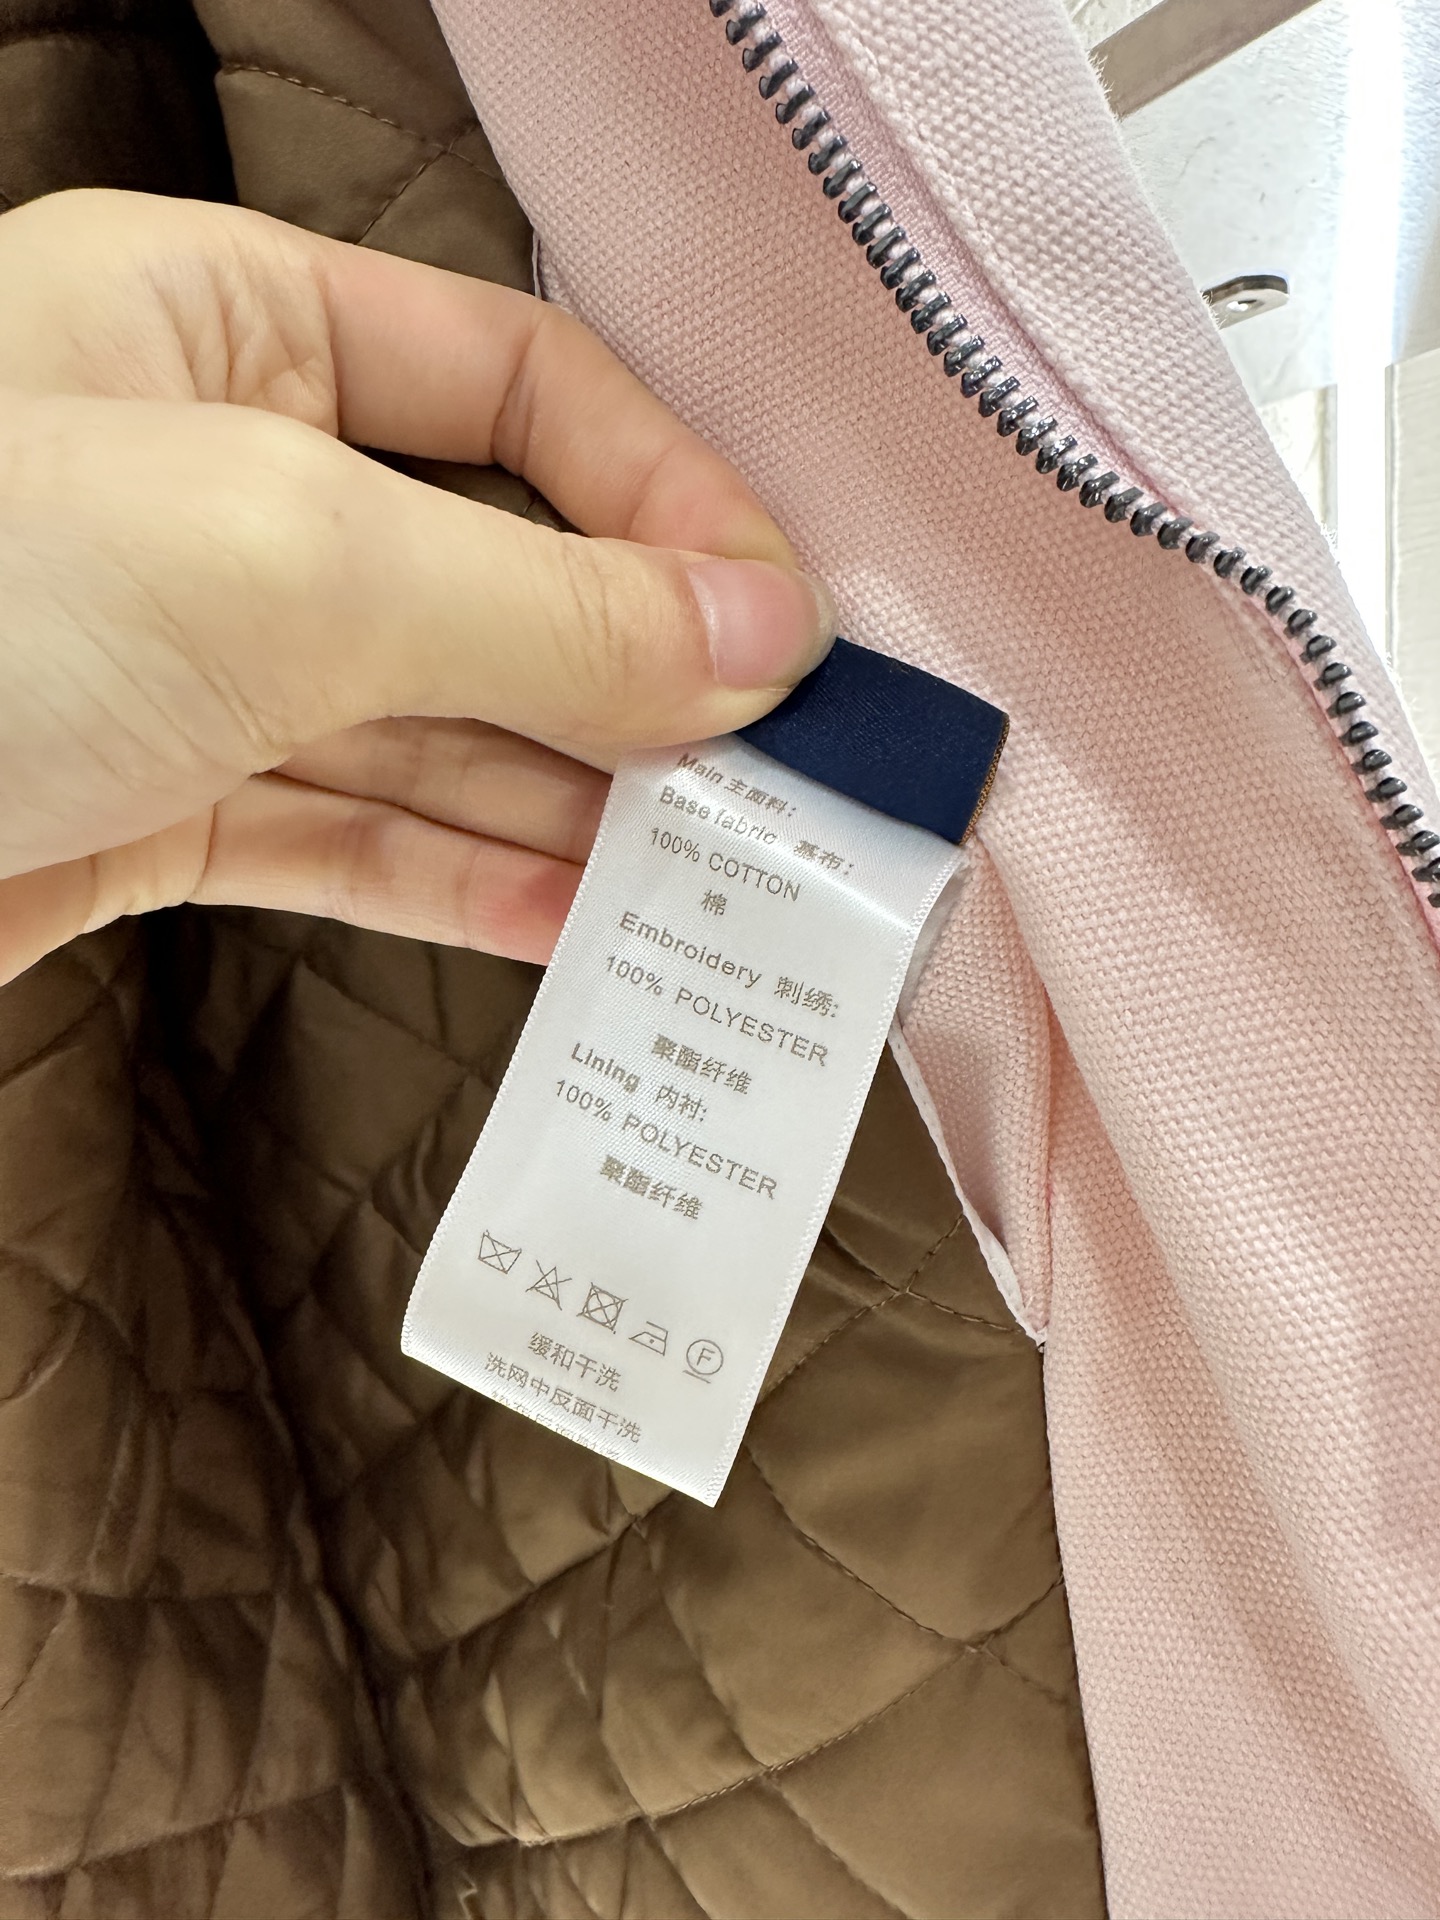 Main 主面料:
Base fabric 基布:
100% COTTON
棉
Embroidery 刺绣:
100% POLYESTER
聚酯纤维
Lining 内衬:
100% POLYESTER
聚酯纤维
F
缓和干洗
洗网中反面干洗